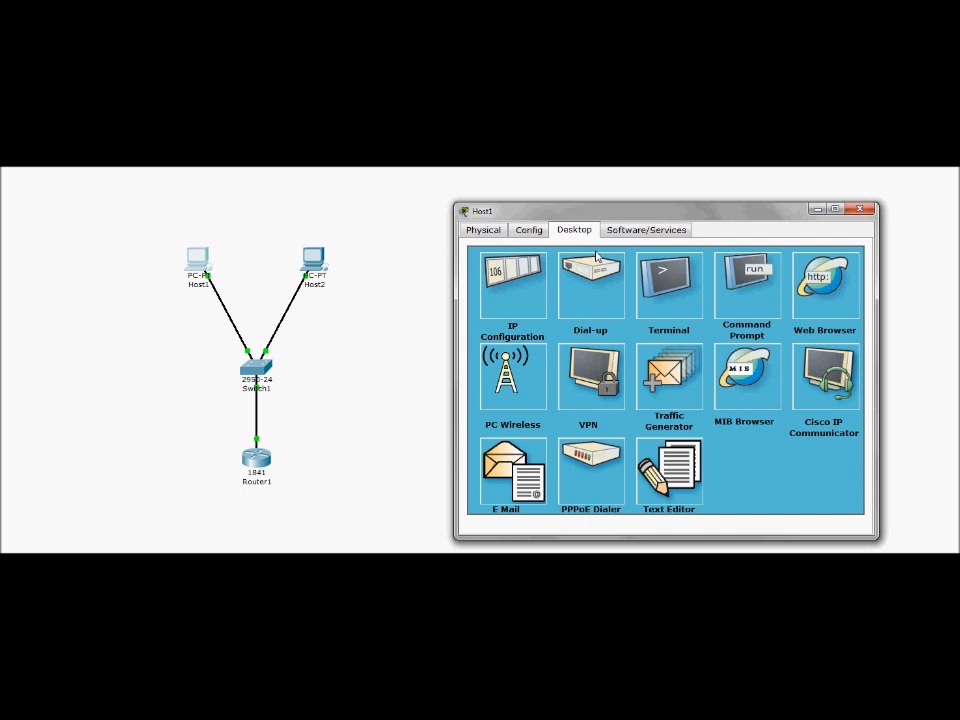 Host1
Physical
Config
Desktop
Software/Services
PC-PT
Host1
PC-PT
Host2
2950-24
Switch1
1841
Router1
106
>
run
http:
IP
Configuration
Dial-up
Terminal
Command
Prompt
Web Browser
MIB
PC Wireless
VPN
Traffic
Generator
MIB Browser
Cisco IP
Communicator
@
E Mail
PPPoE Dialer
Text Editor